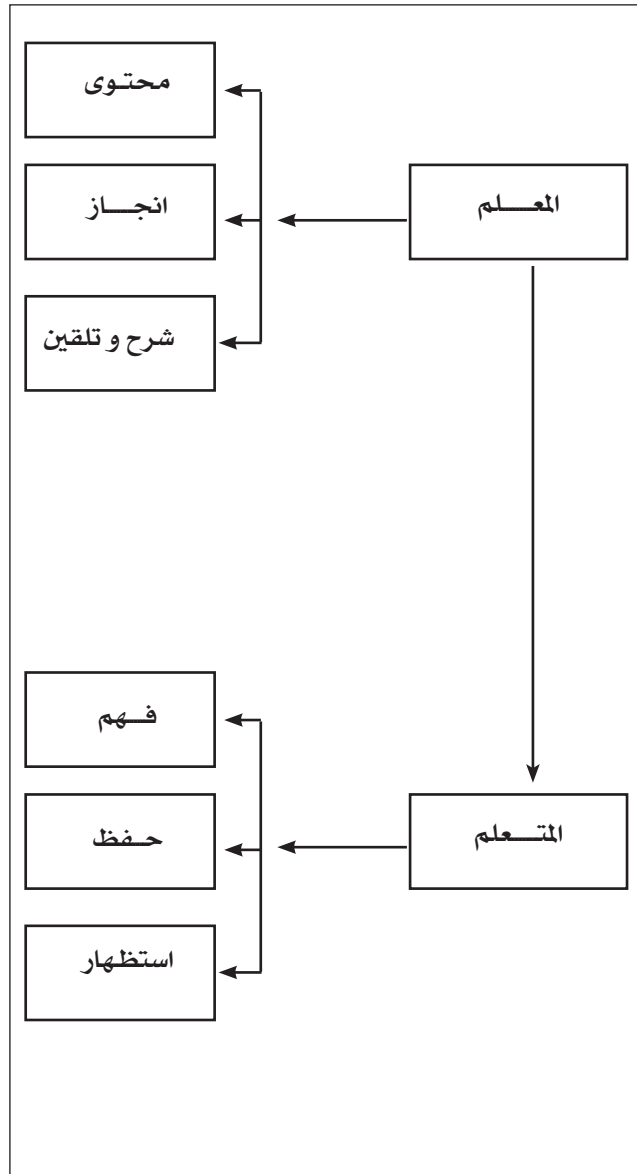 محتوى
المعلم
انجاز
شرح و تلقين
فهم
المتعلم
حفظ
استظهار